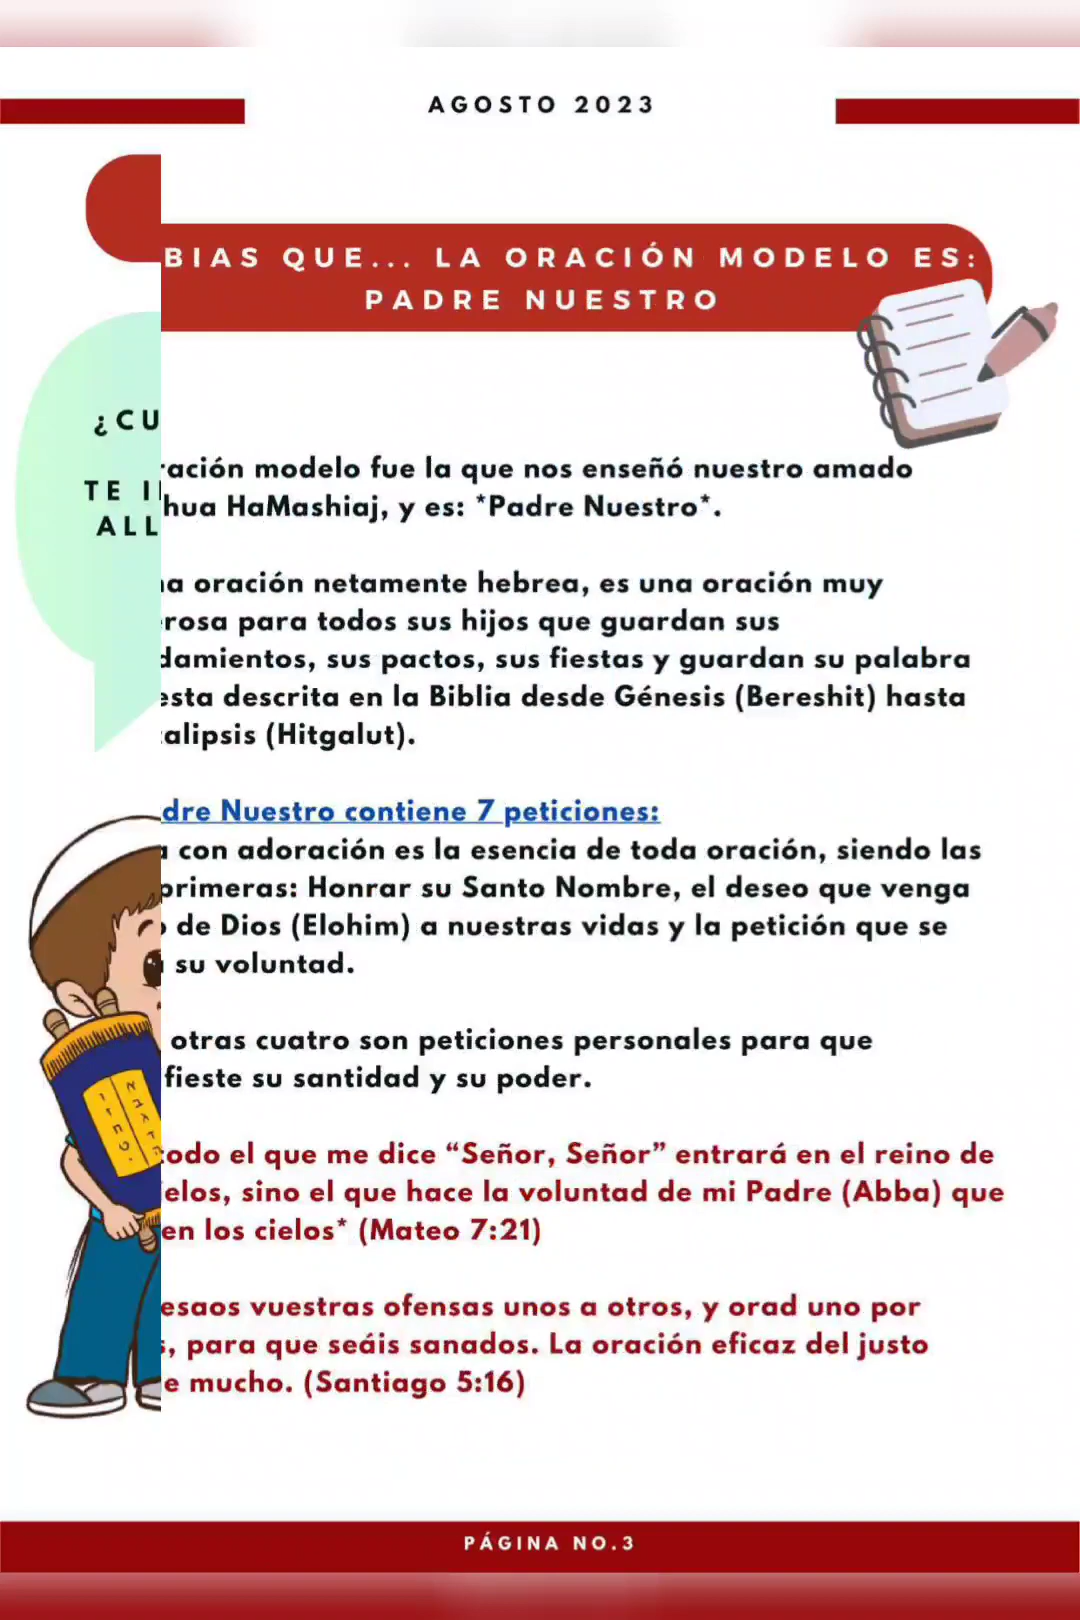 AGOSTO 2023
BIAS QUE... LA ORACIÓN MODELO ES:
PADRE NUESTRO
¿CU
TE I
ALL
ación modelo fue la que nos enseñó nuestro amado
hua HaMashiaj, y es: *Padre Nuestro*.
a oración netamente hebrea, es una oración muy
rosa para todos sus hijos que guardan sus
damientos, sus pactos, sus fiestas y guardan su palabra
esta descrita en la Biblia desde Génesis (Bereshit) hasta
alipsis (Hitgalut).
dre Nuestro contiene 7 peticiones:
con adoración es la esencia de toda oración, siendo las
primeras: Honrar su Santo Nombre, el deseo que venga
de Dios (Elohim) a nuestras vidas y la petición que se
su voluntad.
otras cuatro son peticiones personales para que
fieste su santidad y su poder.
todo el que me dice “Señor, Señor” entrará en el reino de
elos, sino el que hace la voluntad de mi Padre (Abba) que
en los cielos* (Mateo 7:21)
esaos vuestras ofensas unos a otros, y orad uno por
s, para que seáis sanados. La oración eficaz del justo
e mucho. (Santiago 5:16)
PÁGINA NO.3